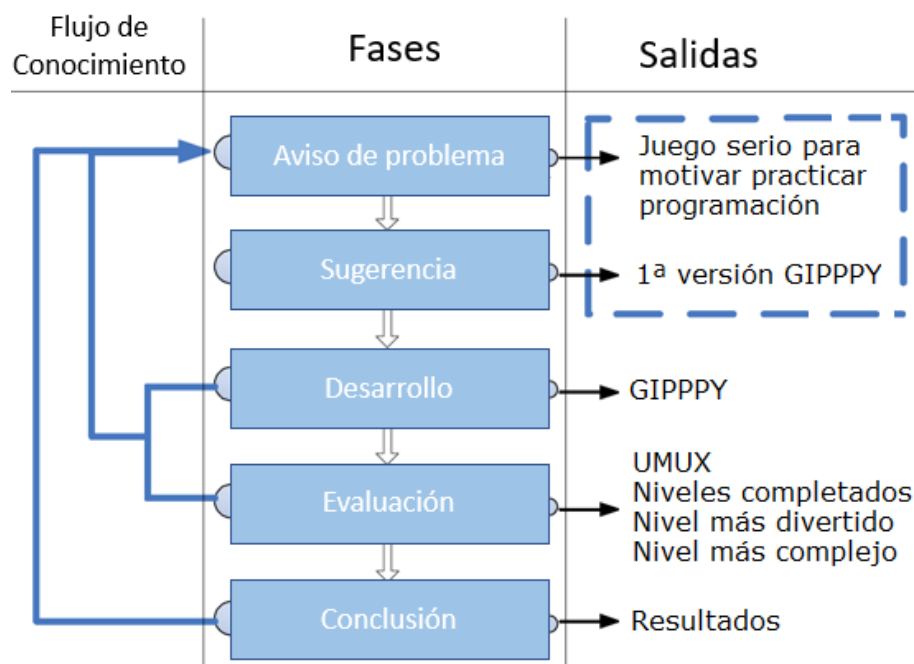 Flujo de
Conocimiento
Fases
Salidas
Aviso de problema
Juego serio para
motivar practicar
programación
Sugerencia
1ª versión GIPPPY
Desarrollo
GIPPPY
Evaluación
UMUX
Niveles completados
Nivel más divertido
Nivel más complejo
Conclusión
Resultados